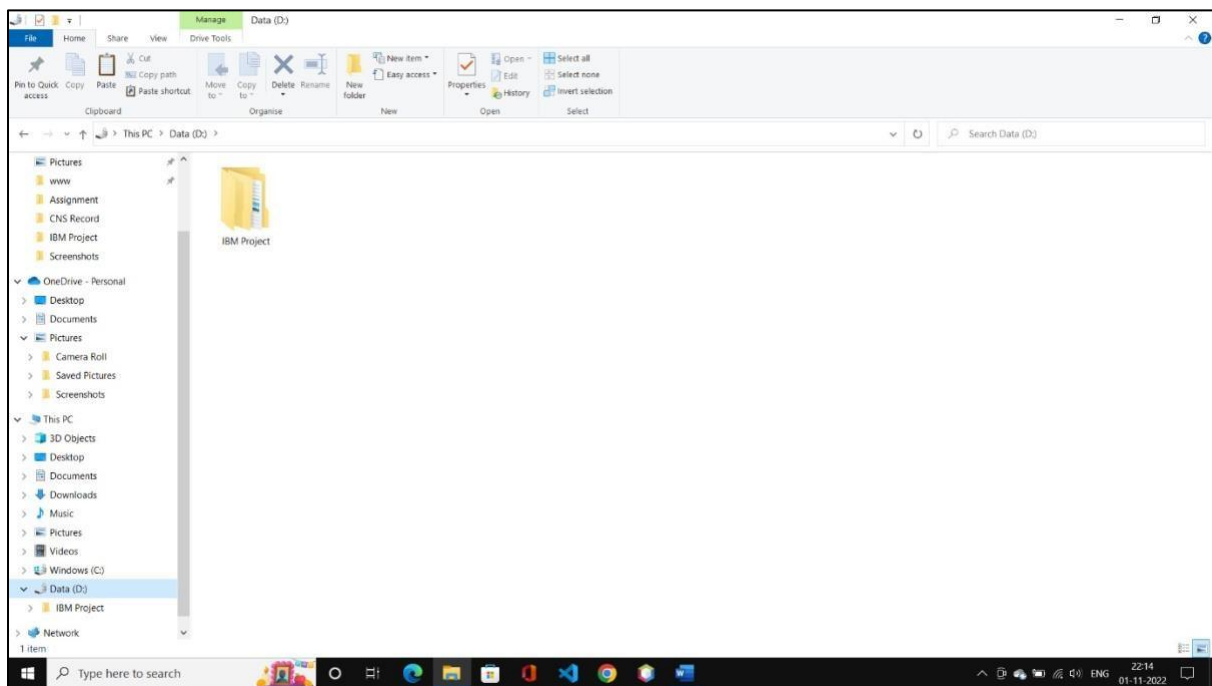 Manage Data (D:)
File Home Share View Drive Tools
Pin to Quick access
Copy
Paste
Cut
Copy path
Paste shortcut
Clipboard
Move to
Copy to
Delete
Rename
Organise
New folder
New item
Easy access
New
Properties
Open
Edit
History
Open
Select all
Select none
Invert selection
Select
This PC > Data (D:) >
Search Data (D:)
Pictures
www
Assignment
CNS Record
IBM Project
Screenshots
OneDrive - Personal
Desktop
Documents
Pictures
Camera Roll
Saved Pictures
Screenshots
This PC
3D Objects
Desktop
Documents
Downloads
Music
Pictures
Videos
Windows (C:)
Data (D:)
IBM Project
Network
IBM Project
1 item
Type here to search
ENG
22:14
01-11-2022